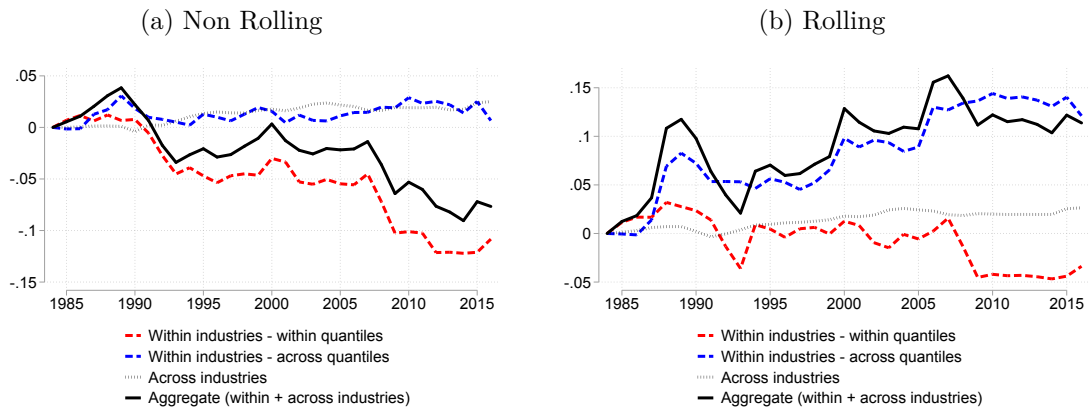 (a) Non Rolling
.05
0
-.05
-.1
-.15
1985 1990 1995 2000 2005 2010 2015
Within industries - within quantiles
Within industries - across quantiles
Across industries
Aggregate (within + across industries)
(b) Rolling
.15
.1
.05
0
-.05
1985 1990 1995 2000 2005 2010 2015
Within industries - within quantiles
Within industries - across quantiles
Across industries
Aggregate (within + across industries)